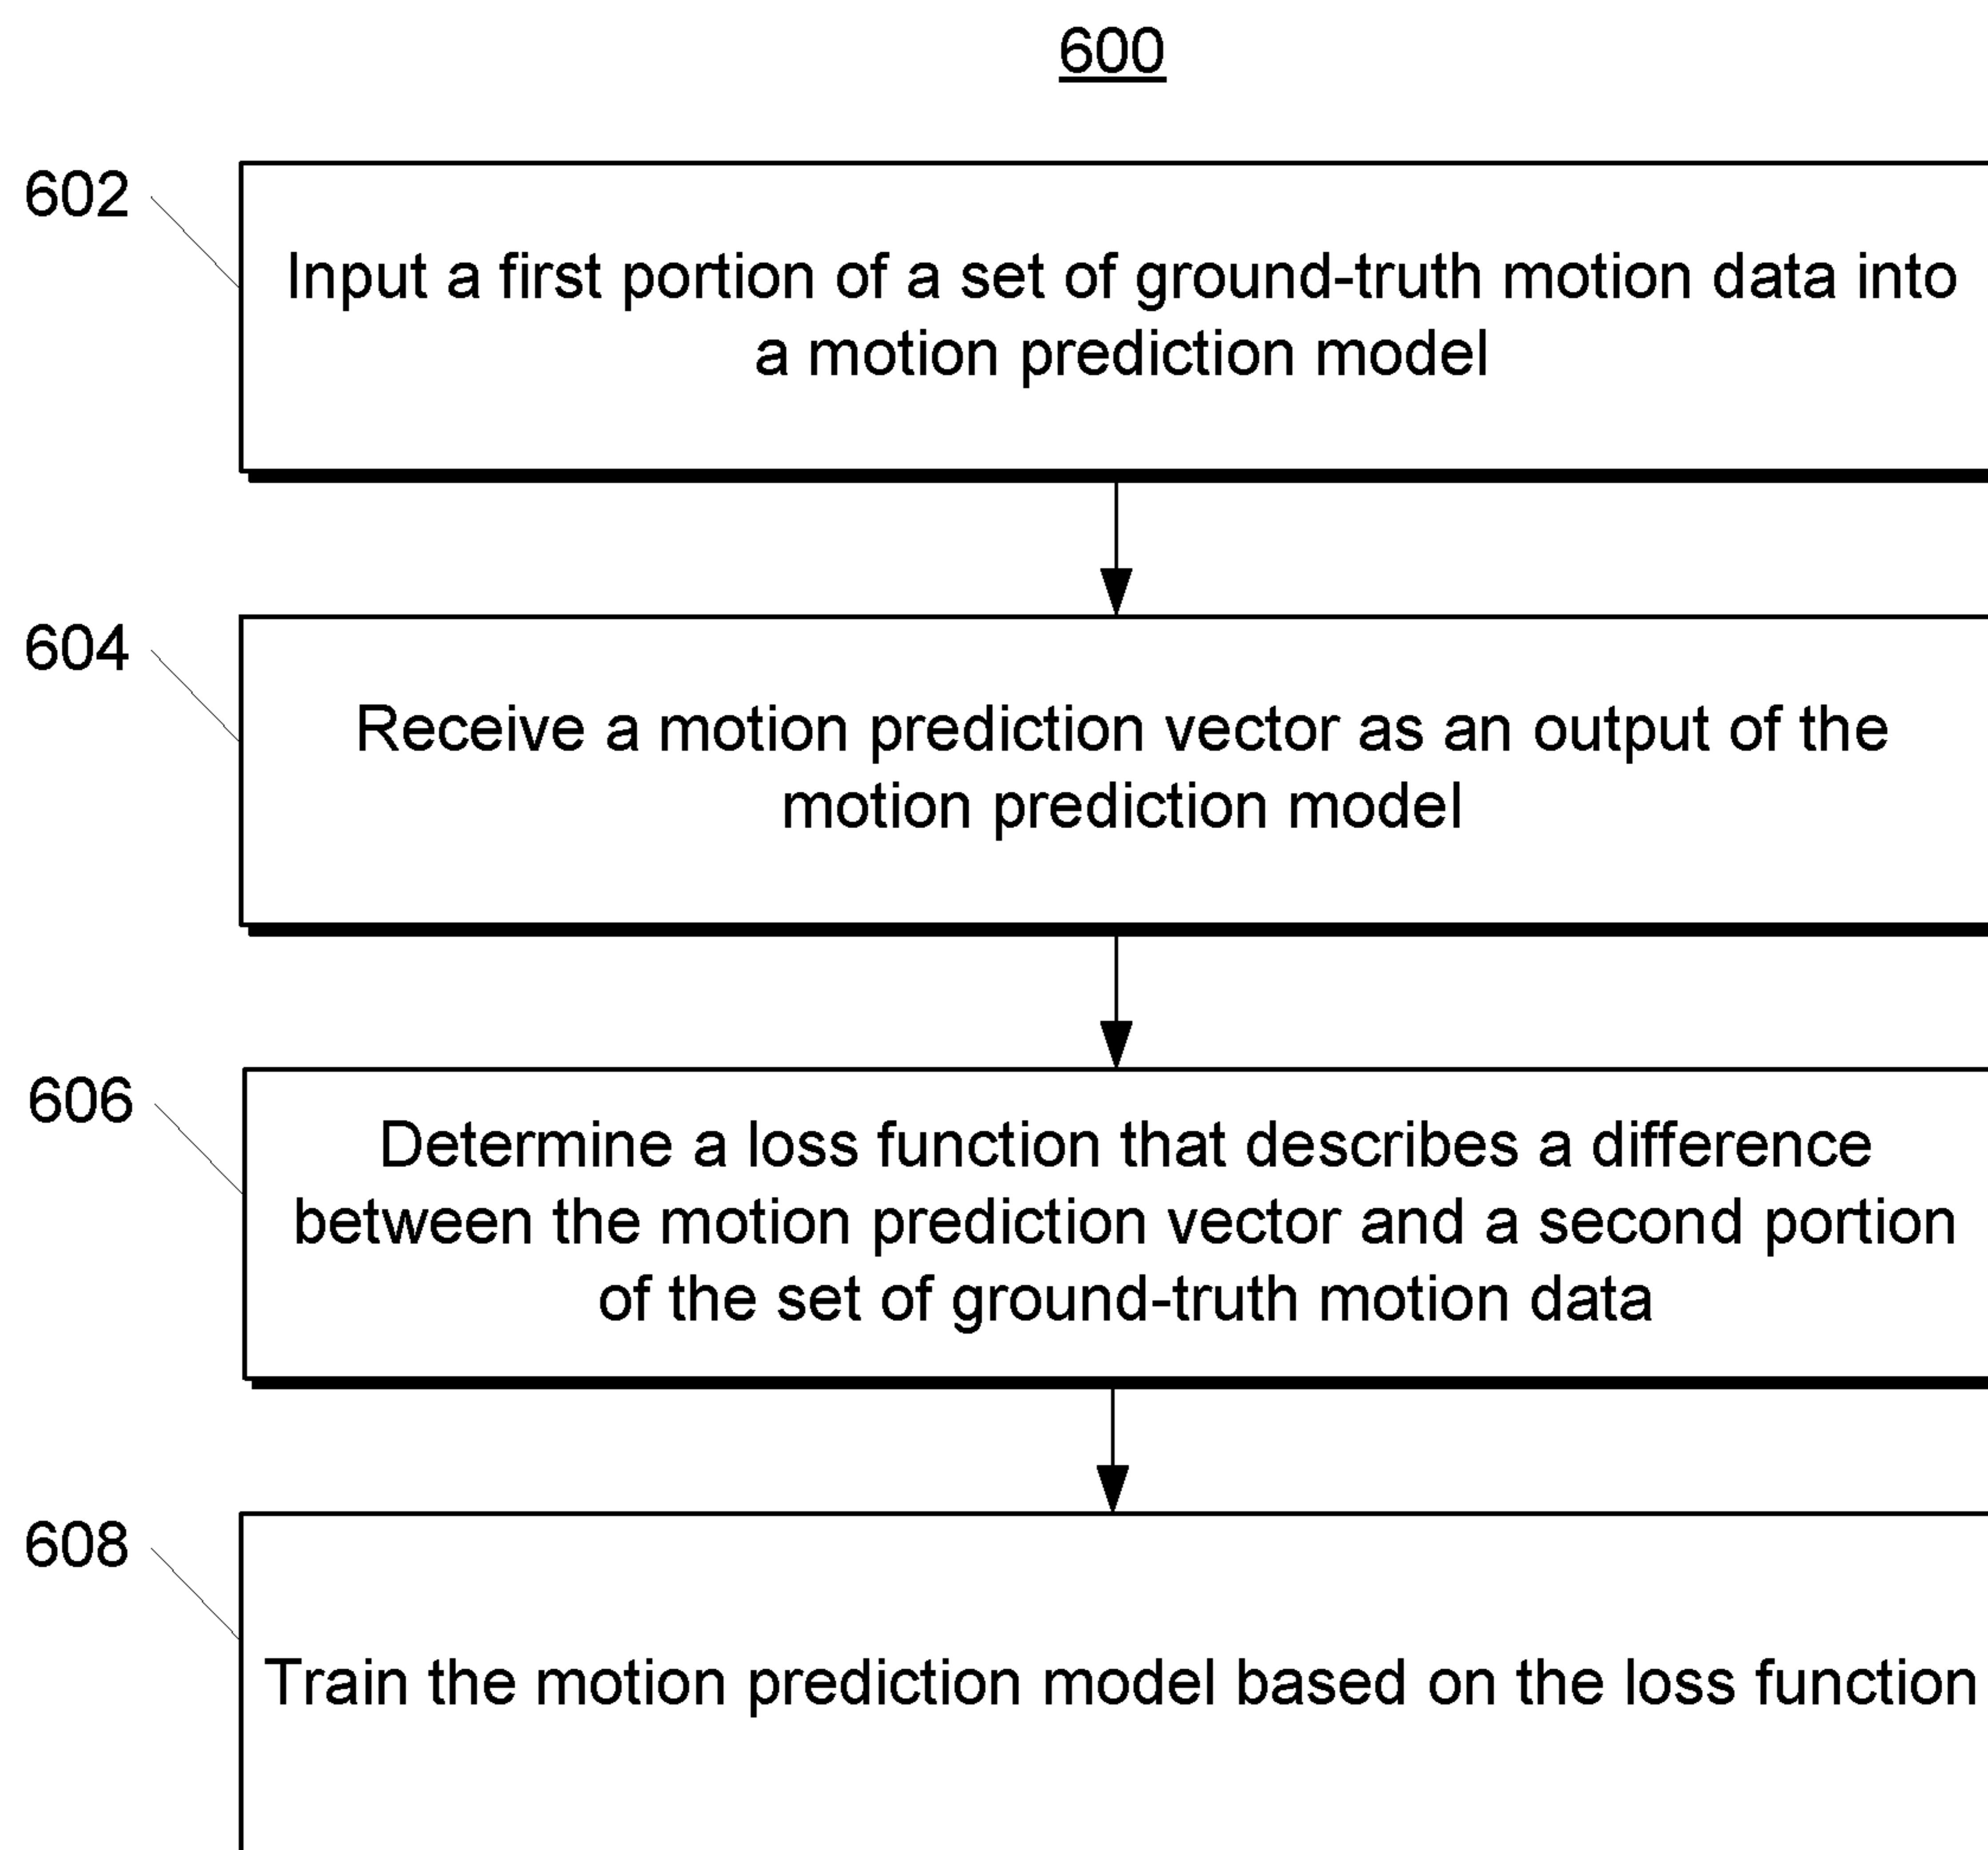 600
602
Input a first portion of a set of ground-truth motion data into
a motion prediction model
604
Receive a motion prediction vector as an output of the
motion prediction model
606
Determine a loss function that describes a difference
between the motion prediction vector and a second portion
of the set of ground-truth motion data
608
Train the motion prediction model based on the loss function